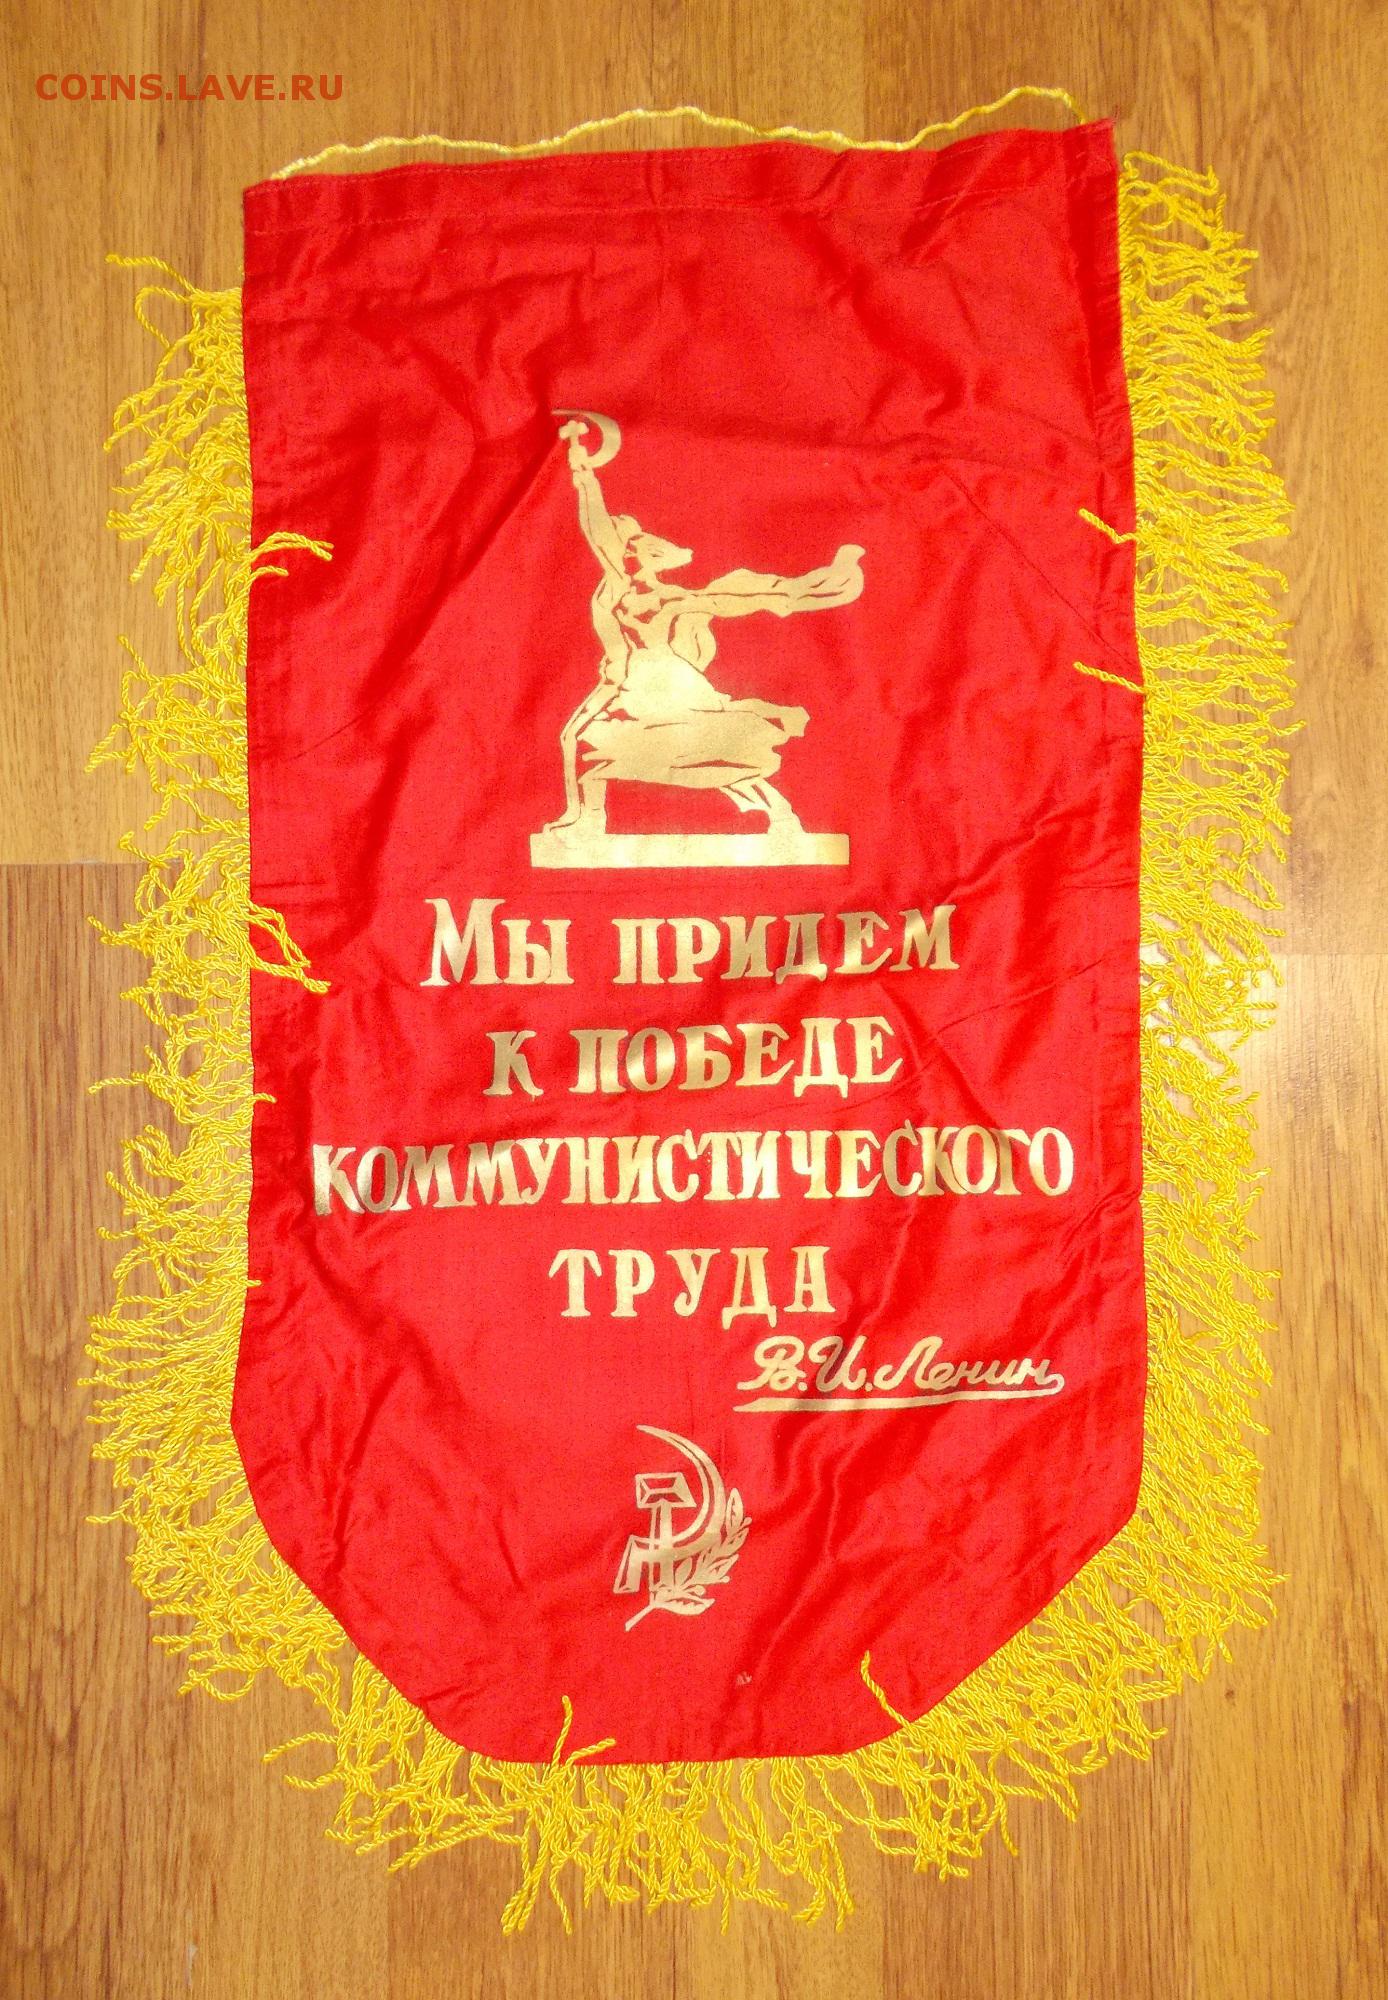 COINS.LAVE.RU
Мы придем
к победе
коммунистического
труда
В.И.Ленин